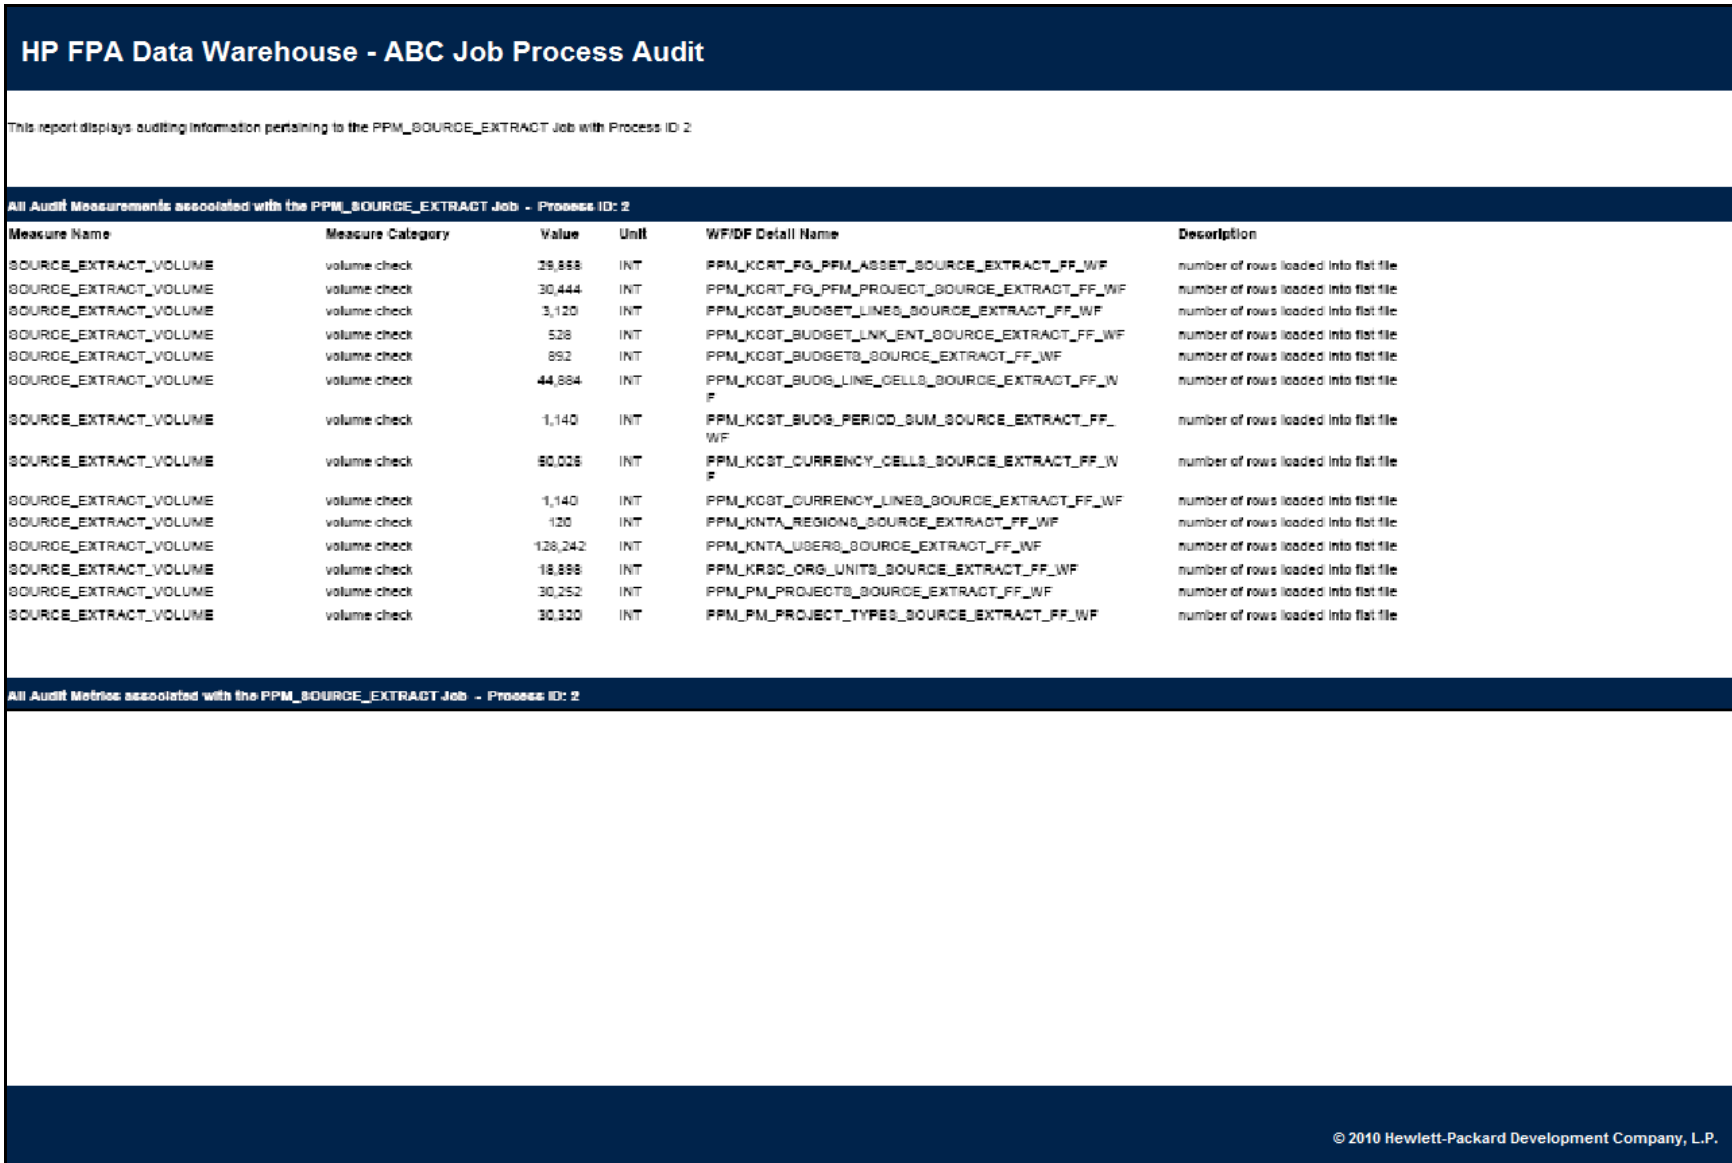 HP FPA Data Warehouse - ABC Job Process Audit
This report displays auditing information pertaining to the PPM_SOURCE_EXTRACT Job with Process ID 2
All Audit Measurements associated with the PPM_SOURCE_EXTRACT Job - Process ID: 2
Measure Name Measure Category Value Unit WF/DF Detail Name Description
SOURCE_EXTRACT_VOLUME volume check 29,858 INT PPM_KCRT_FG_PFM_ASSET_SOURCE_EXTRACT_FF_WF number of rows loaded into flat file
SOURCE_EXTRACT_VOLUME volume check 30,444 INT PPM_KCRT_FG_PFM_PROJECT_SOURCE_EXTRACT_FF_WF number of rows loaded into flat file
SOURCE_EXTRACT_VOLUME volume check 3,120 INT PPM_KCST_BUDGET_LINES_SOURCE_EXTRACT_FF_WF number of rows loaded into flat file
SOURCE_EXTRACT_VOLUME volume check 528 INT PPM_KCST_BUDGET_LNK_ENT_SOURCE_EXTRACT_FF_WF number of rows loaded into flat file
SOURCE_EXTRACT_VOLUME volume check 892 INT PPM_KCST_BUDGETS_SOURCE_EXTRACT_FF_WF number of rows loaded into flat file
SOURCE_EXTRACT_VOLUME volume check 44,884 INT PPM_KCST_BUDG_LINE_CELLS_SOURCE_EXTRACT_FF_W number of rows loaded into flat file
F
SOURCE_EXTRACT_VOLUME volume check 1,140 INT PPM_KCST_BUDG_PERIOD_SUM_SOURCE_EXTRACT_FF_ number of rows loaded into flat file
WF
SOURCE_EXTRACT_VOLUME volume check INT PPM_KCST_CURRENCY_CELLS_SOURCE_EXTRACT_FF_W number of rows loaded into flat file
F
SOURCE_EXTRACT_VOLUME volume check 1,140 INT PPM_KCST_CURRENCY_LINES_SOURCE_EXTRACT_FF_WF number of rows loaded into flat file
SOURCE_EXTRACT_VOLUME volume check 120 INT PPM_KNTA_REGIONS_SOURCE_EXTRACT_FF_WF number of rows loaded into flat file
SOURCE_EXTRACT_VOLUME volume check 128,242 INT PPM_KNTA_USERS_SOURCE_EXTRACT_FF_WF number of rows loaded into flat file
SOURCE_EXTRACT_VOLUME volume check 18,898 INT PPM_KRSC_ORG_UNITS_SOURCE_EXTRACT_FF_WF number of rows loaded into flat file
SOURCE_EXTRACT_VOLUME volume check 30,252 INT PPM_PM_PROJECTS_SOURCE_EXTRACT_FF_WF number of rows loaded into flat file
SOURCE_EXTRACT_VOLUME volume check 30,320 INT PPM_PM_PROJECT_TYPES_SOURCE_EXTRACT_FF_WF number of rows loaded into flat file
All Audit Metrics associated with the PPM_SOURCE_EXTRACT Job - Process ID: 2
© 2010 Hewlett-Packard Development Company, L.P.